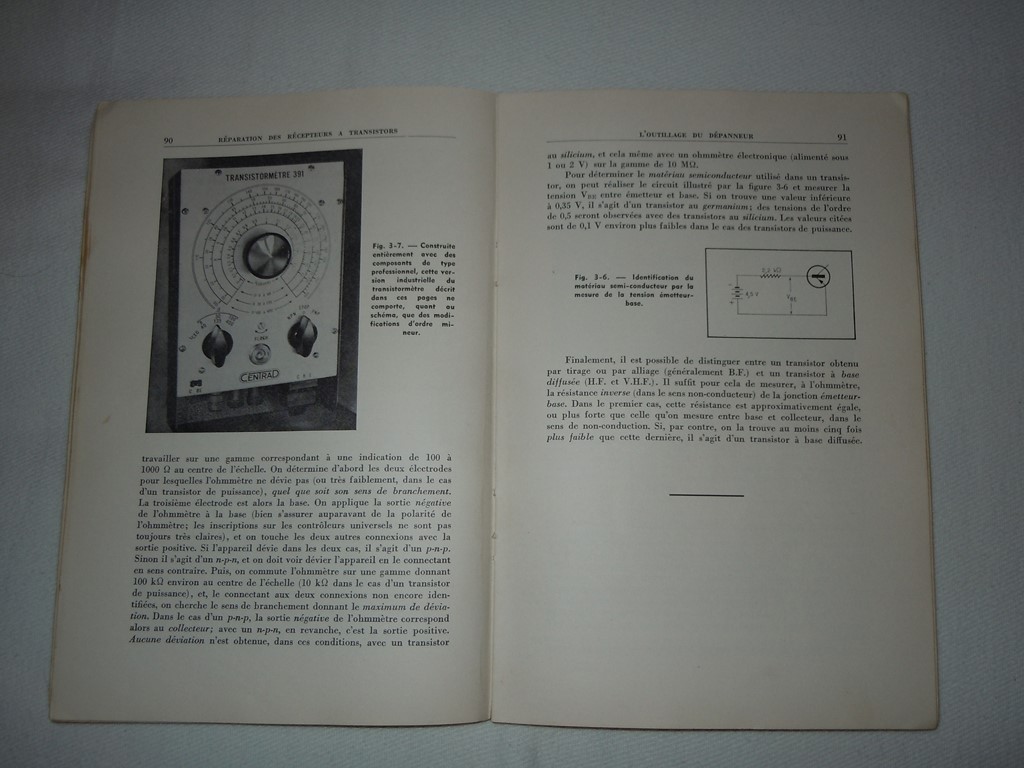 90
RÉPARATION DES RÉCEPTEURS A TRANSISTORS
TRANSISTORMÈTRE 391
CENTRAD
Fig. 3-7. — Construite
entièrement avec des
composants de type
professionnel, cette ver-
sion industrielle du
transistormètre décrit
dans ces pages ne
comporte, quant au
schéma, que des modi-
fications d'ordre mi-
neur.
travailler sur une gamme correspondant à une indication de 100 à
1000 Ω au centre de l'échelle. On détermine d'abord les deux électrodes
pour lesquelles l'ohmmètre ne dévie pas (ou très faiblement, dans le cas
d'un transistor de puissance), quel que soit son sens de branchement.
La troisième électrode est alors la base. On applique la sortie négative
de l'ohmmètre à la base (bien s'assurer auparavant de la polarité de
l'ohmmètre; les inscriptions sur les contrôleurs universels ne sont pas
toujours très claires), et on touche les deux autres connexions avec la
sortie positive. Si l'appareil dévie dans les deux cas, il s'agit d'un p-n-p.
Sinon il s'agit d'un n-p-n, et on doit voir dévier l'appareil en le connectant
en sens contraire. Puis, on commute l'ohmmètre sur une gamme donnant
100 kΩ environ au centre de l'échelle (10 kΩ dans le cas d'un transistor
de puissance), et, le connectant aux deux connexions non encore iden-
tifiées, on cherche le sens de branchement donnant le maximum de dévia-
tion. Dans le cas d'un p-n-p, la sortie négative de l'ohmmètre correspond
alors au collecteur; avec un n-p-n, en revanche, c'est la sortie positive.
Aucune déviation n'est obtenue, dans ces conditions, avec un transistor
L'OUTILLAGE DU DÉPANNEUR
91
au silicium, et cela même avec un ohmmètre électronique (alimenté sous
1 ou 2 V) sur la gamme de 10 MΩ.
Pour déterminer le matériau semiconducteur utilisé dans un transis-
tor, on peut réaliser le circuit illustré par la figure 3-6 et mesurer la
tension VBE entre émetteur et base. Si on trouve une valeur inférieure
à 0,35 V, il s'agit d'un transistor au germanium; des tensions de l'ordre
de 0,5 seront observées avec des transistors au silicium. Les valeurs citées
sont de 0,1 V environ plus faibles dans le cas des transistors de puissance.
Fig. 3-6. — Identification du
matériau semi-conducteur par la
mesure de la tension émetteur-
base.
2,2 kΩ
4,5 V
VBE
Finalement, il est possible de distinguer entre un transistor obtenu
par tirage ou par alliage (généralement B.F.) et un transistor à base
diffusée (H.F. et V.H.F.). Il suffit pour cela de mesurer, à l'ohmmètre,
la résistance inverse (dans le sens non-conducteur) de la jonction émetteur-
base. Dans le premier cas, cette résistance est approximativement égale,
ou plus forte que celle qu'on mesure entre base et collecteur, dans le
sens de non-conduction. Si, par contre, on la trouve au moins cinq fois
plus faible que cette dernière, il s'agit d'un transistor à base diffusée.